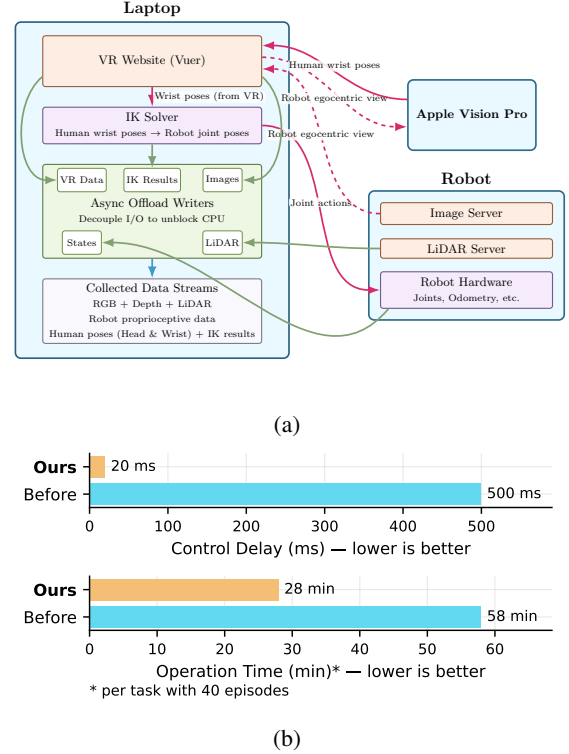 Laptop
VR Website (Vuer)
Human wrist poses
Wrist poses (from VR)
Robot egocentric view
Apple Vision Pro
IK Solver
Human wrist poses → Robot joint poses
Robot egocentric view
VR Data
IK Results
Images
Async Offload Writers
Decouple I/O to unblock CPU
States
LiDAR
Joint actions
Robot
Image Server
LiDAR Server
Robot Hardware
Joints, Odometry, etc.
Collected Data Streams
RGB + Depth + LiDAR
Robot proprioceptive data
Human poses (Head & Wrist) + IK results
(a)
Ours
20 ms
Before
500 ms
0 100 200 300 400 500
Control Delay (ms) — lower is better
Ours
28 min
Before
58 min
0 10 20 30 40 50 60
Operation Time (min)* — lower is better
* per task with 40 episodes
(b)